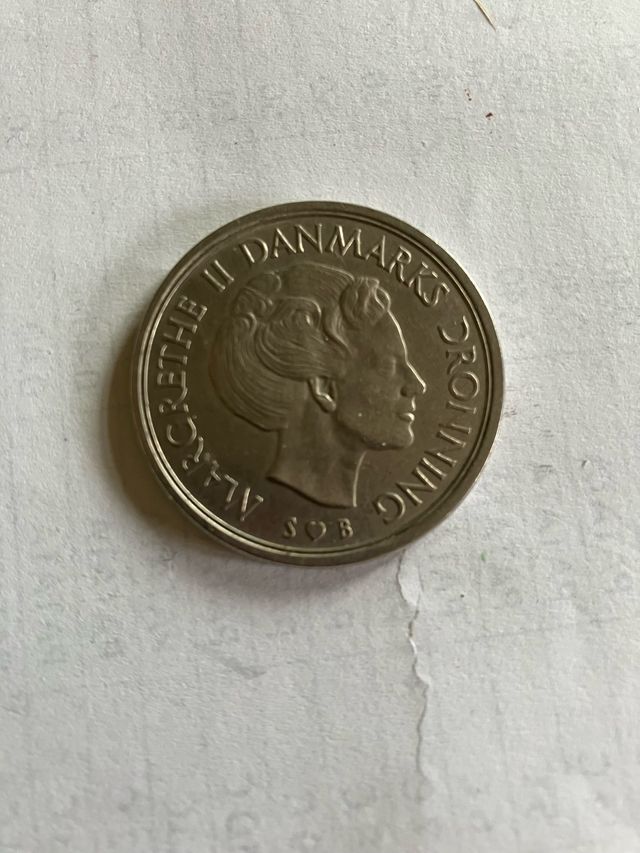 MARGRETHE II DANMARKS DRONNING
S ♡ B